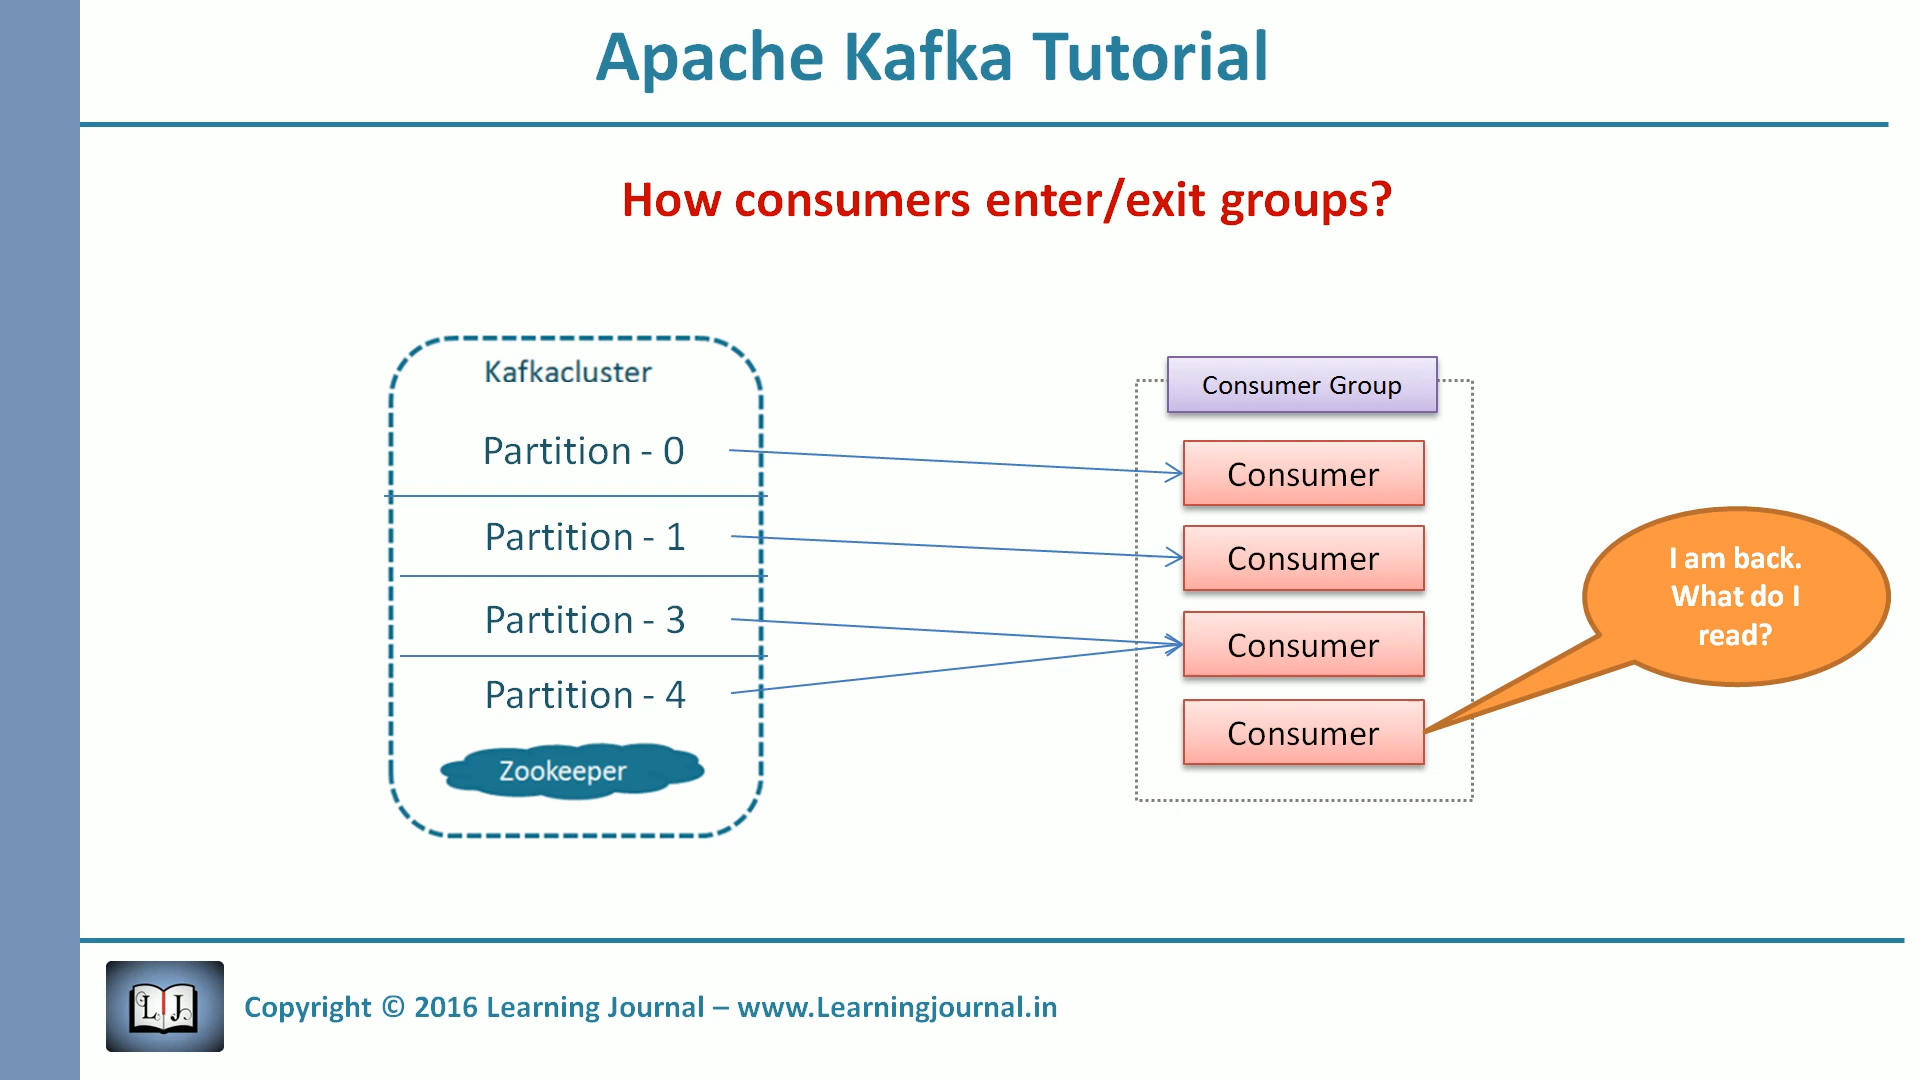 Apache Kafka Tutorial
How consumers enter/exit groups?
Kafkacluster
Partition - 0
Partition - 1
Partition - 3
Partition - 4
Zookeeper
Consumer Group
Consumer
Consumer
Consumer
Consumer
I am back.
What do I
read?
LJ
Copyright © 2016 Learning Journal – www.Learningjournal.in